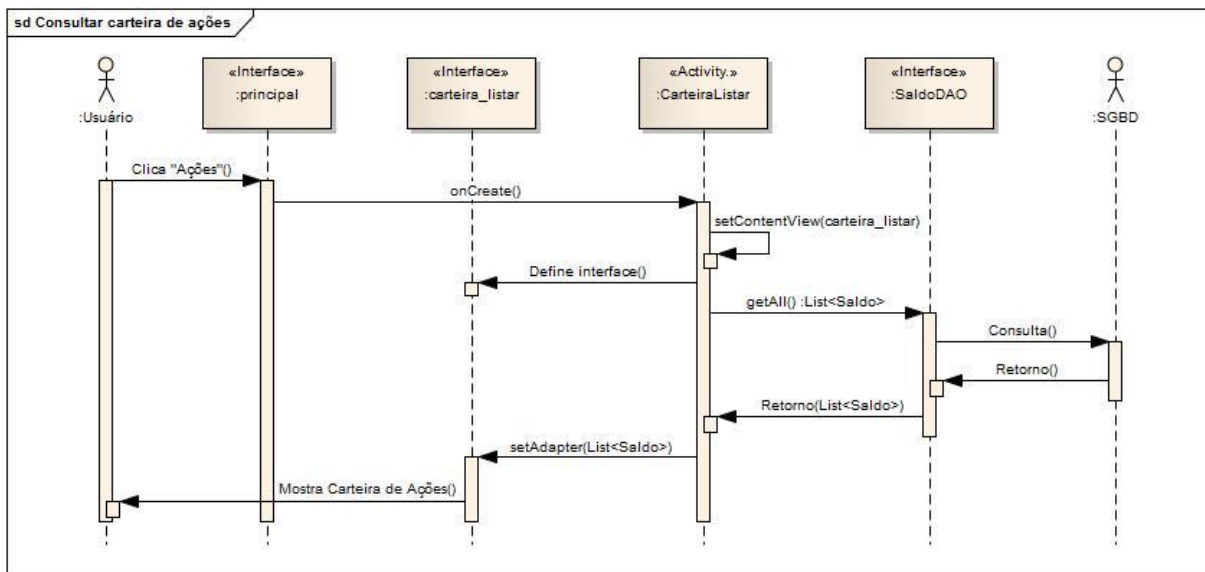 sd Consultar carteira de ações
:Usuário
«Interface»
:principal
«Interface»
:carteira_listar
«Activity.»
:CarteiraListar
«Interface»
:SaldoDAO
:SGBD
Clica "Ações"()
onCreate()
setContentView(carteira_listar)
Define interface()
getAll() :List<Saldo>
Consulta()
Retorno()
Retorno(List<Saldo>)
setAdapter(List<Saldo>)
Mostra Carteira de Ações()